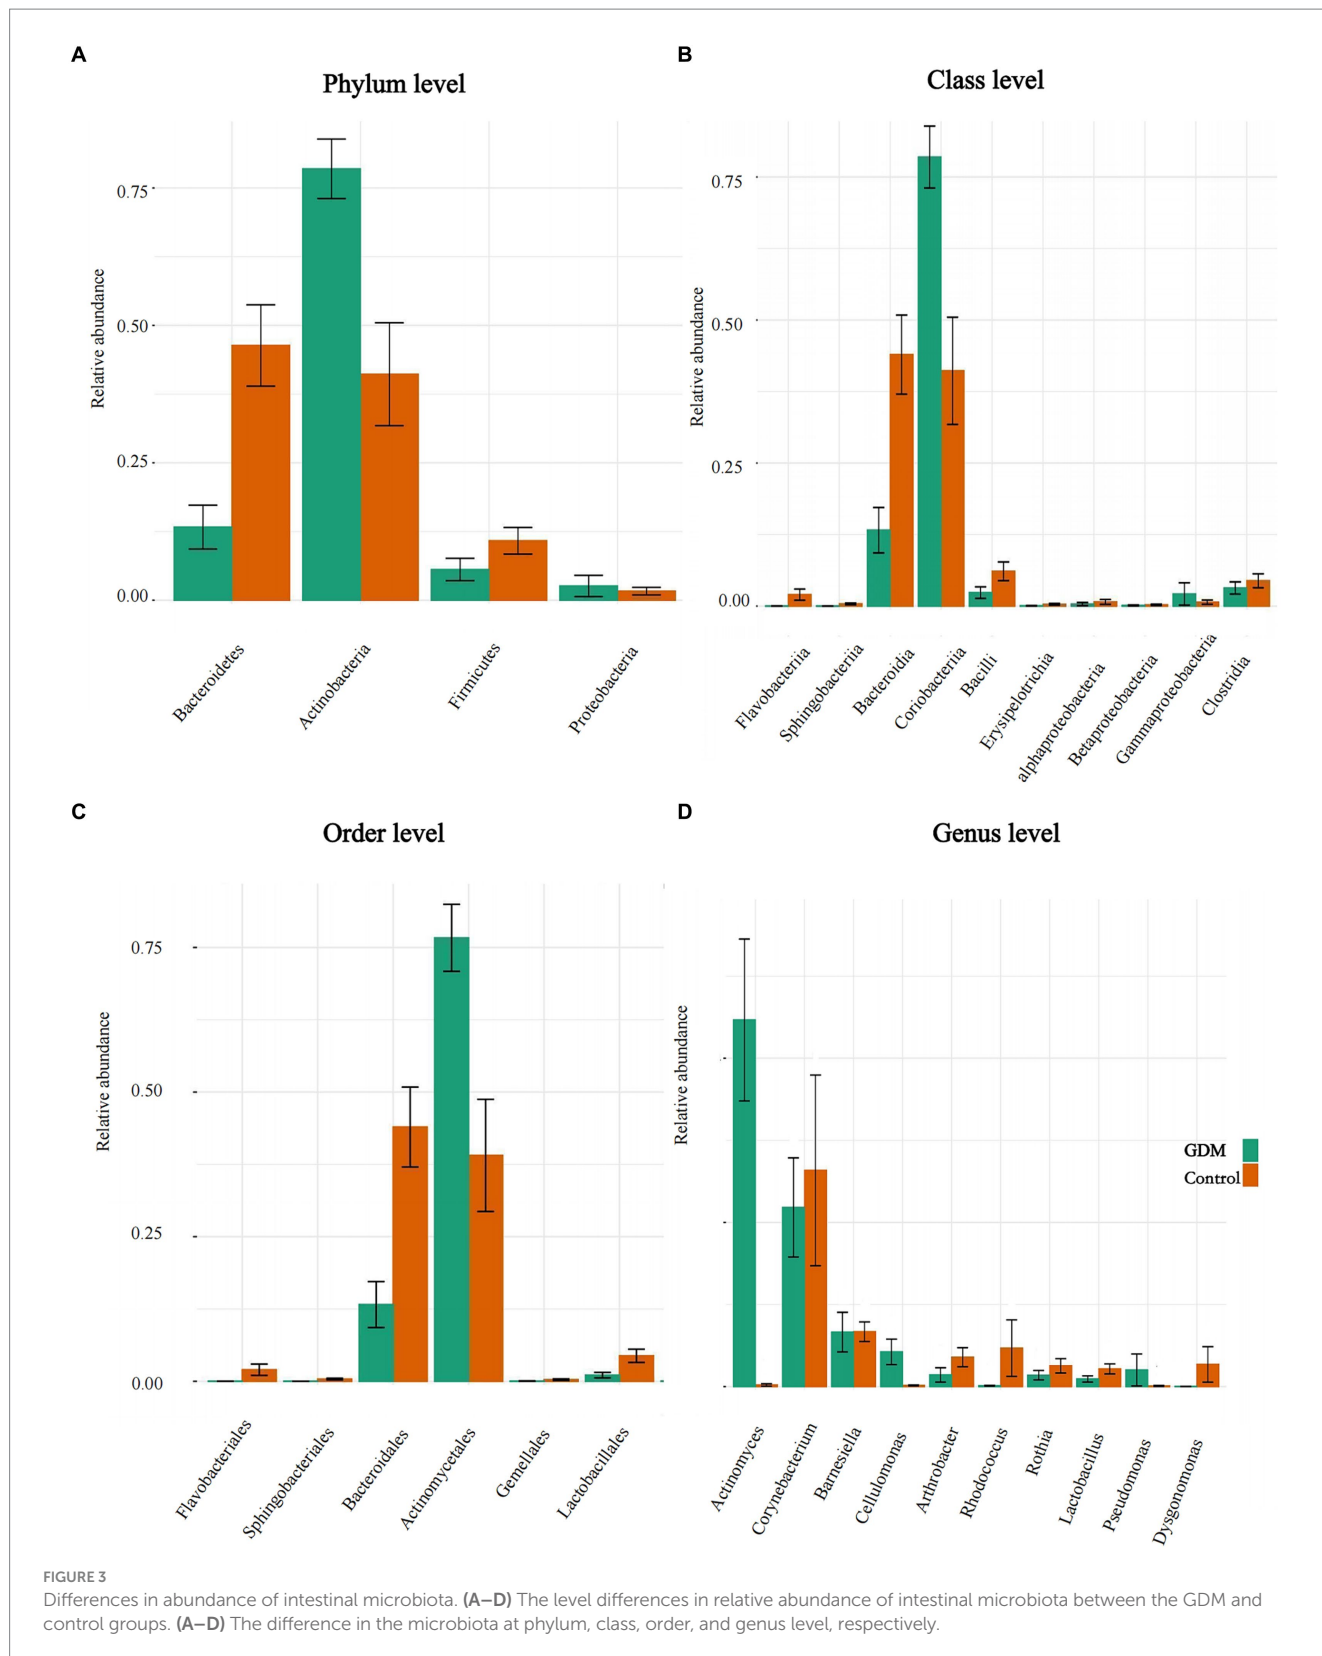 A
Phylum level
Relative abundance
0.75
0.50
0.25
0.00
Bacteroidetes
Actinobacteria
Firmicutes
Proteobacteria
B
Class level
Relative abundance
0.75
0.50
0.25
0.00
Flavobacteriia
Sphingobacteriia
Bacteroidia
Coriobacteriia
Bacilli
Erysipelotrichia
alphaproteobacteria
Betaproteobacteria
Gammaproteobacteria
Clostridia
C
Order level
Relative abundance
0.75
0.50
0.25
0.00
Flavobacteriales
Sphingobacteriales
Bacteroidales
Actinomycetales
Gemellales
Lactobacillales
D
Genus level
Relative abundance
GDM
Control
Actinomyces
Corynebacterium
Barnesiella
Cellulomonas
Arthrobacter
Rhodococcus
Rothia
Lactobacillus
Pseudomonas
Dysgonomonas
FIGURE 3
Differences in abundance of intestinal microbiota. (A–D) The level differences in relative abundance of intestinal microbiota between the GDM and
control groups. (A–D) The difference in the microbiota at phylum, class, order, and genus level, respectively.